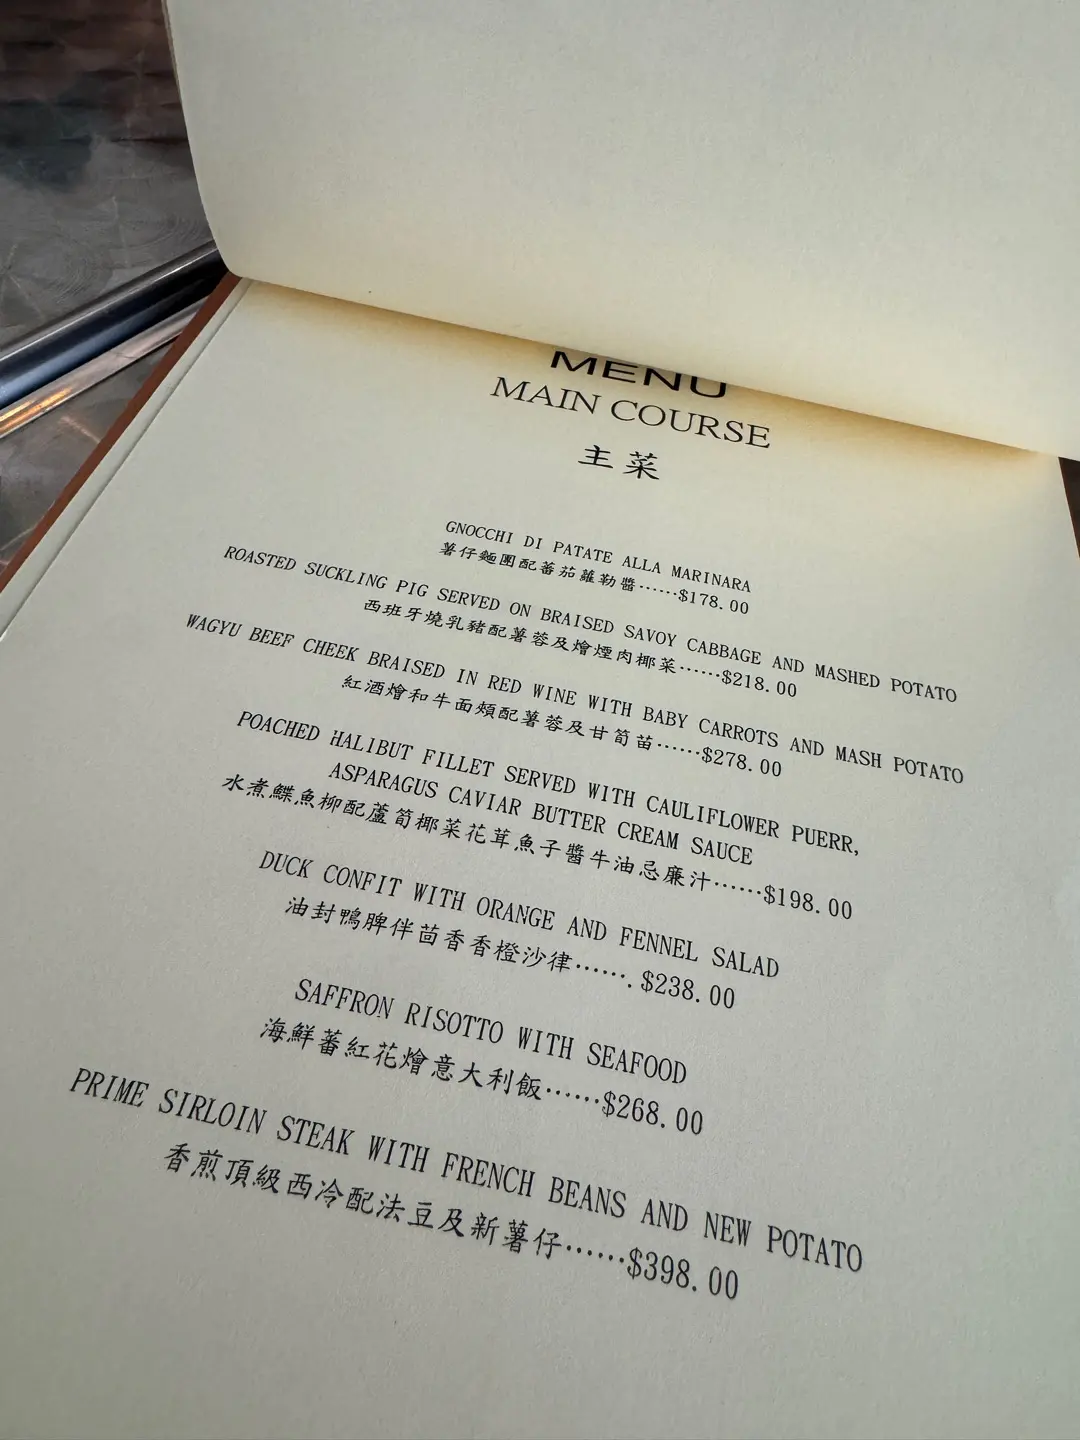 MENU
MAIN COURSE
主菜
GNOCCHI DI PATATE ALLA MARINARA
薯仔麵團配蕃茄蘿勒醬······$178.00
ROASTED SUCKLING PIG SERVED ON BRAISED SAVOY CABBAGE AND MASHED POTATO
西班牙燒乳豬配薯蓉及燴煙肉椰菜······$218.00
WAGYU BEEF CHEEK BRAISED IN RED WINE WITH BABY CARROTS AND MASH POTATO
紅酒燴和牛面頰配薯蓉及甘筍苗······$278.00
POACHED HALIBUT FILLET SERVED WITH CAULIFLOWER PUERR,
ASPARAGUS CAVIAR BUTTER CREAM SAUCE
水煮鰈魚柳配蘆筍椰菜花茸魚子醬牛油忌廉汁······$198.00
DUCK CONFIT WITH ORANGE AND FENNEL SALAD
油封鴨脾伴茴香香橙沙律······.$238.00
SAFFRON RISOTTO WITH SEAFOOD
海鮮蕃紅花燴意大利飯······$268.00
PRIME SIRLOIN STEAK WITH FRENCH BEANS AND NEW POTATO
香煎頂級西冷配法豆及新薯仔······$398.00